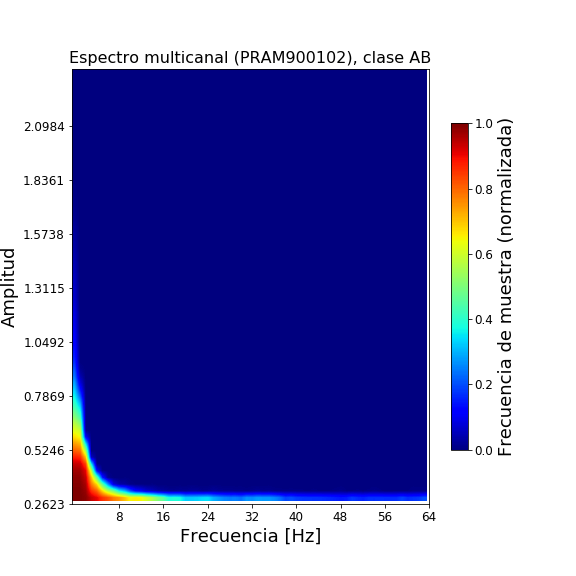 Espectro multicanal (PRAM900102), clase AB
Amplitud
2.0984
1.8361
1.5738
1.3115
1.0492
0.7869
0.5246
0.2623
8 16 24 32 40 48 56 64
Frecuencia [Hz]
1.0
0.8
0.6
0.4
0.2
0.0
Frecuencia de muestra (normalizada)